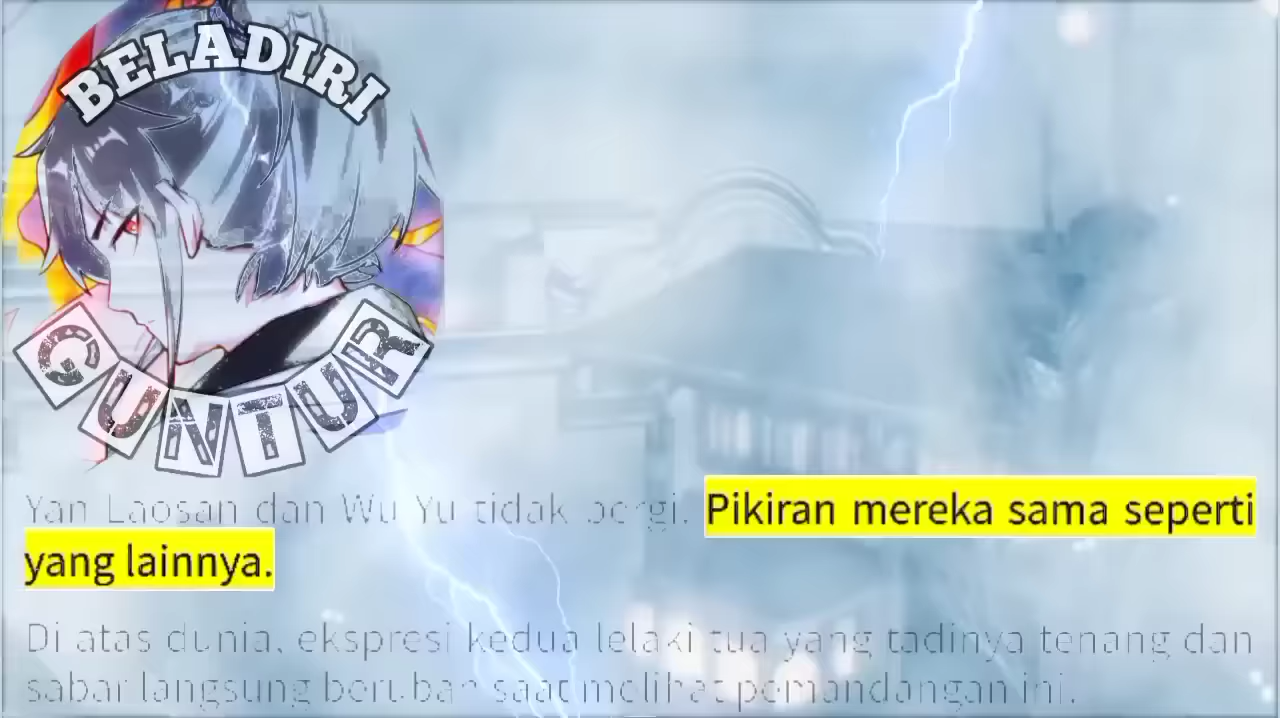 BELADIRI
GUNTUR
Yan Laosan dan Wu Yu tidak pergi. Pikiran mereka sama seperti
yang lainnya.
Di atas dunia, ekspresi kedua lelaki tua yang tadinya tenang dan
sabar langsung berubah saat melihat pemandangan ini.